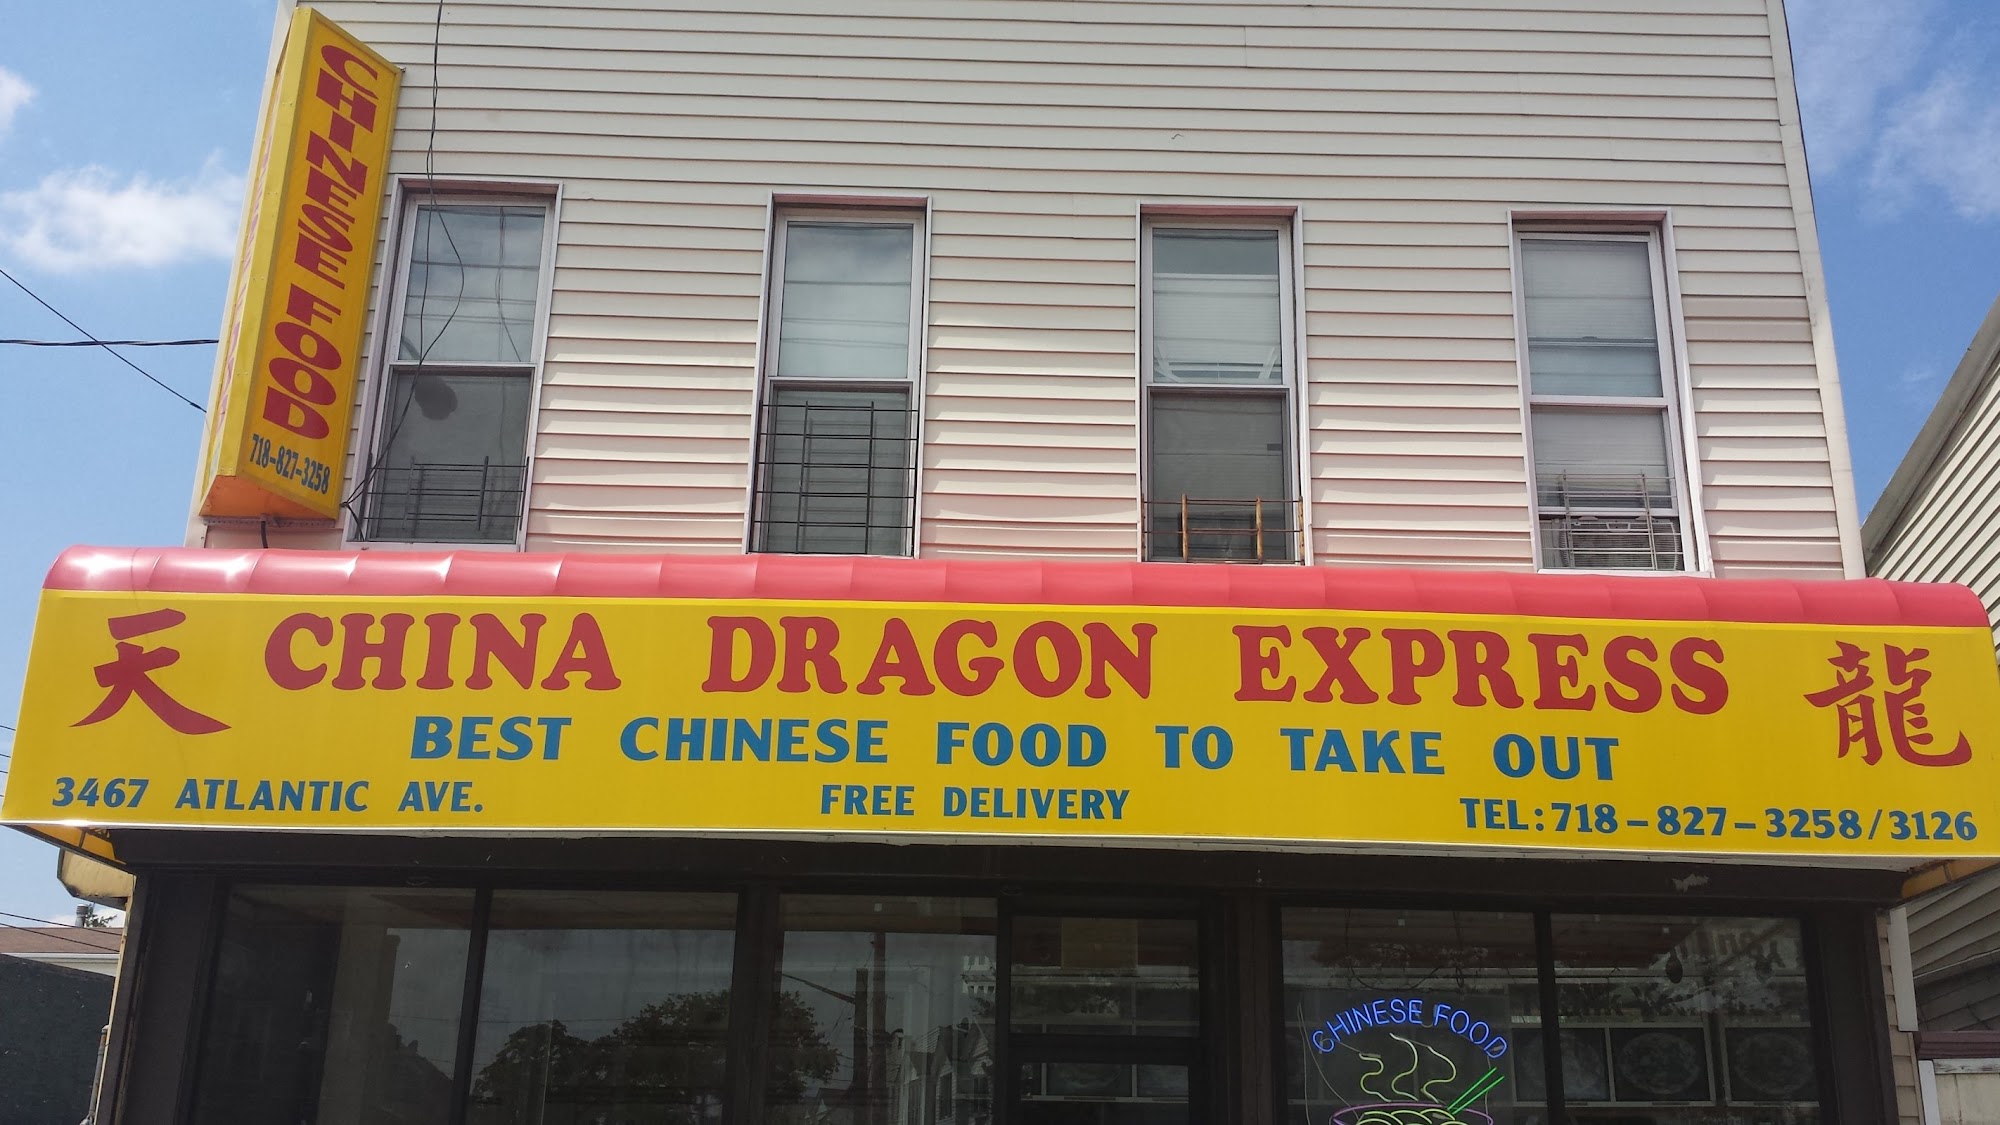 CHINESE FOOD
718-827-3258
天 CHINA DRAGON EXPRESS 龍
BEST CHINESE FOOD TO TAKE OUT
3467 ATLANTIC AVE. FREE DELIVERY TEL:718-827-3258/3126
CHINESE FOOD